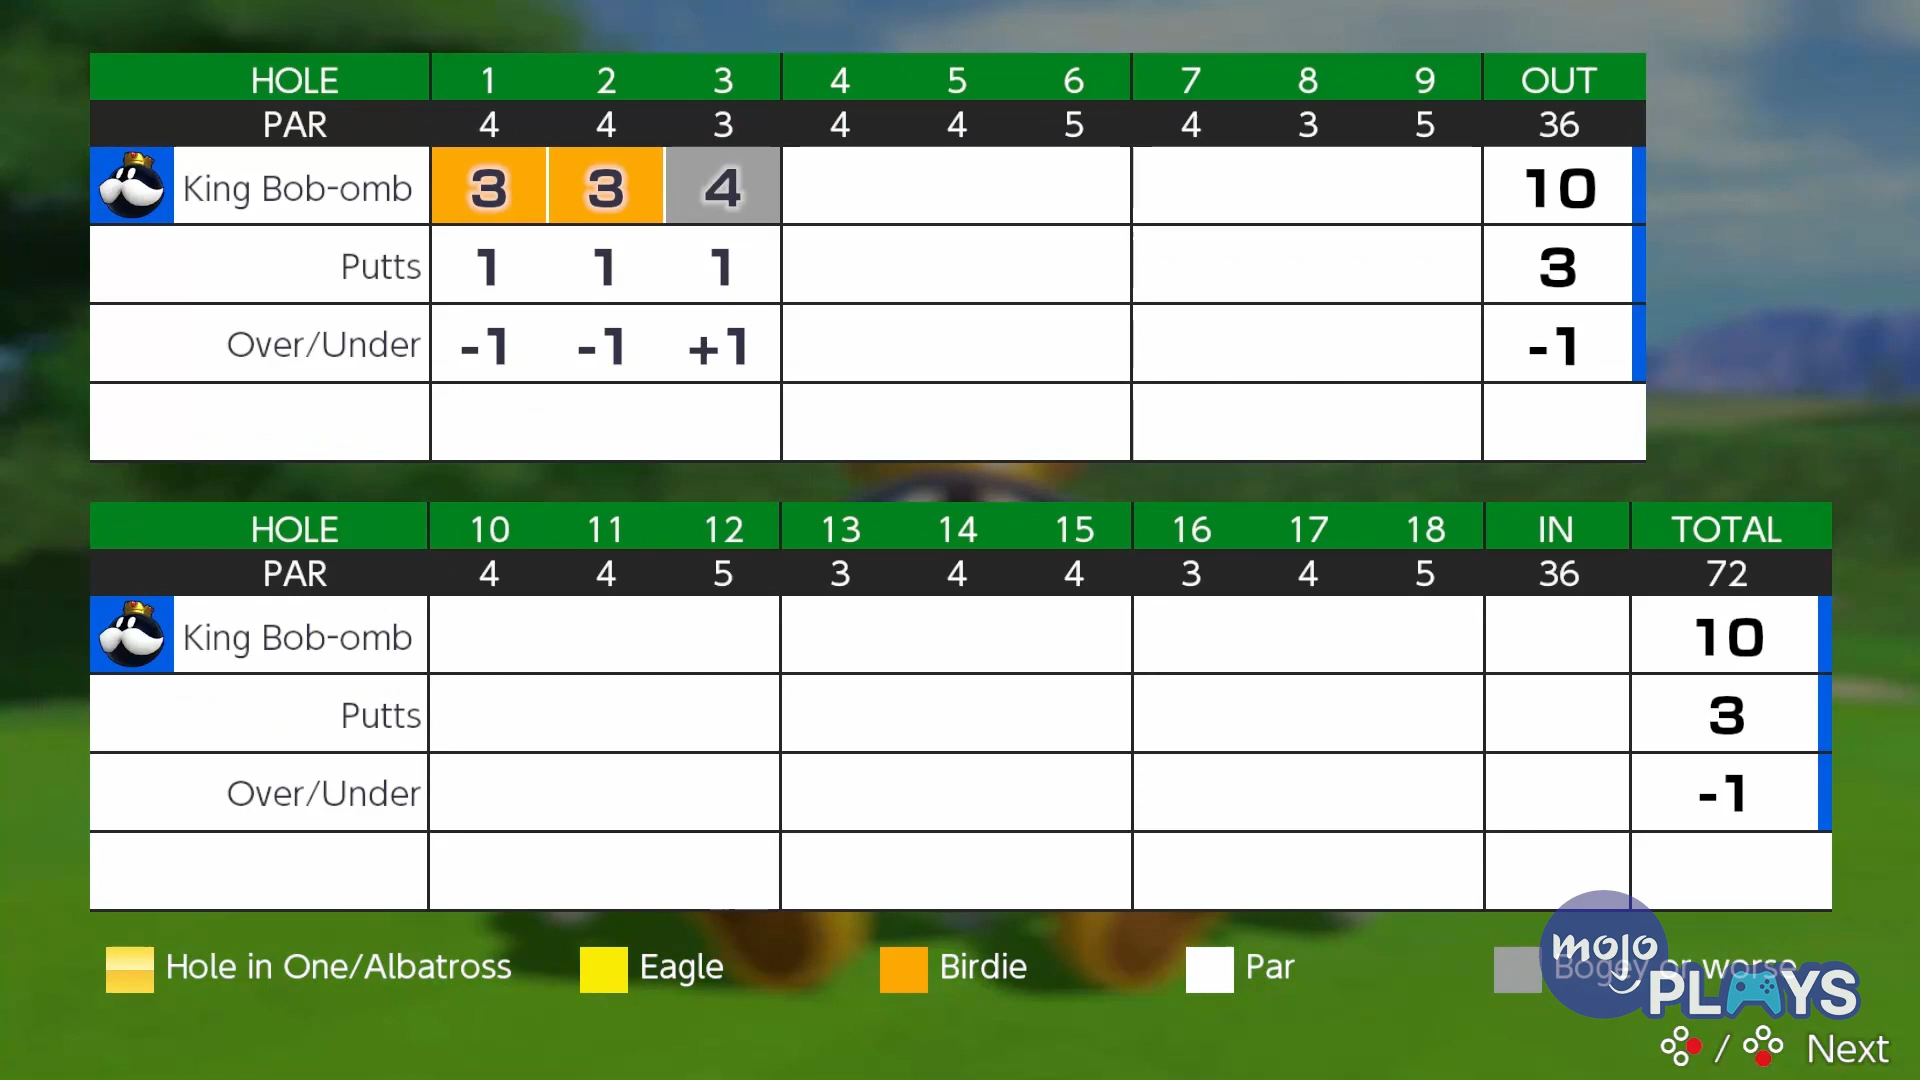 HOLE 1 2 3 4 5 6 7 8 9 OUT
PAR 4 4 3 4 4 5 4 3 5 36
King Bob-omb 3 3 4 10
Putts 1 1 1 3
Over/Under -1 -1 +1 -1
HOLE 10 11 12 13 14 15 16 17 18 IN TOTAL
PAR 4 4 5 3 4 4 3 4 5 36 72
King Bob-omb 10
Putts 3
Over/Under -1
Hole in One/Albatross Eagle Birdie Par Bogey or worse
mojo
PLAYS
/ Next